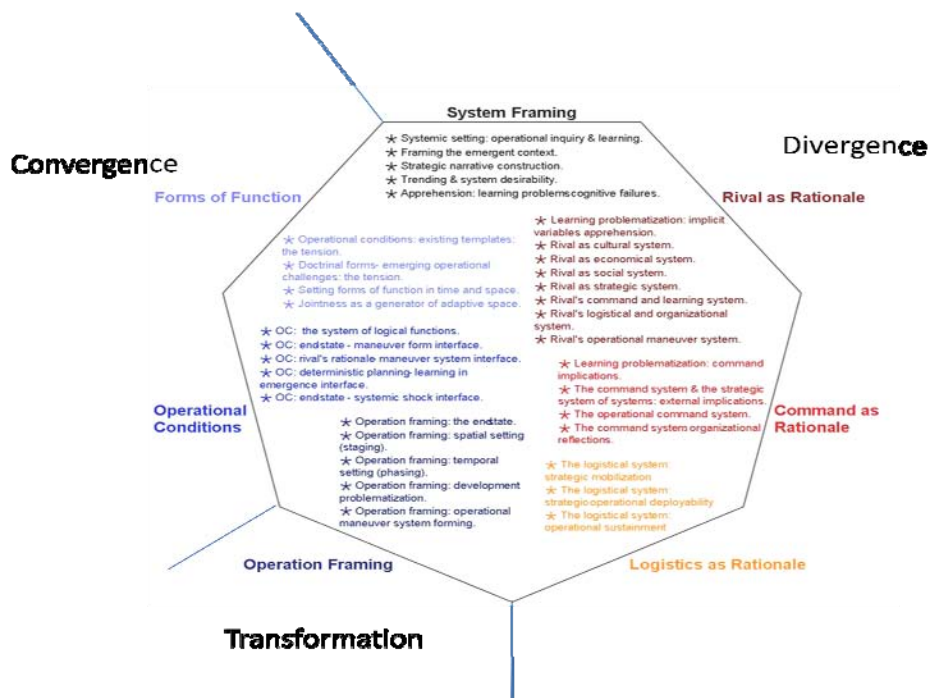 System Framing
* Systemic setting: operational inquiry & learning.
* Framing the emergent context.
* Strategic narrative construction.
* Trending & system desirability.
* Apprehension: learning problemscognitive failures.
Convergence
Divergence
Forms of Function
* Operational conditions: existing templates:
the tension.
* Doctrinal forms- emerging operational
challenges: the tension.
* Setting forms of function in time and space.
* Jointness as a generator of adaptive space.
Rival as Rationale
* Learning problematization: implicit
variables apprehension.
* Rival as cultural system.
* Rival as economical system.
* Rival as social system.
* Rival as strategic system.
* Rival's command and learning system.
* Rival's logistical and organizational
system.
* Rival's operational maneuver system.
* OC: the system of logical functions.
* OC: endstate - maneuver form interface.
* OC: rival's rationale- maneuver system interface.
* OC: deterministic planning- learning in
emergence interface.
* OC: endstate - systemic shock interface.
Operational
Conditions
* Learning problematization: command
implications.
* The command system & the strategic
system of systems: external implications.
* The operational command system.
* The command system organizational
reflections.
Command as
Rationale
* Operation framing: the endstate.
* Operation framing: spatial setting
(staging).
* Operation framing: temporal
setting (phasing).
* Operation framing: development
problematization.
* Operation framing: operational
maneuver system forming.
* The logistical system:
strategic mobilization
* The logistical system:
strategic operational deployability
* The logistical system:
operational sustainment
Operation Framing
Logistics as Rationale
Transformation